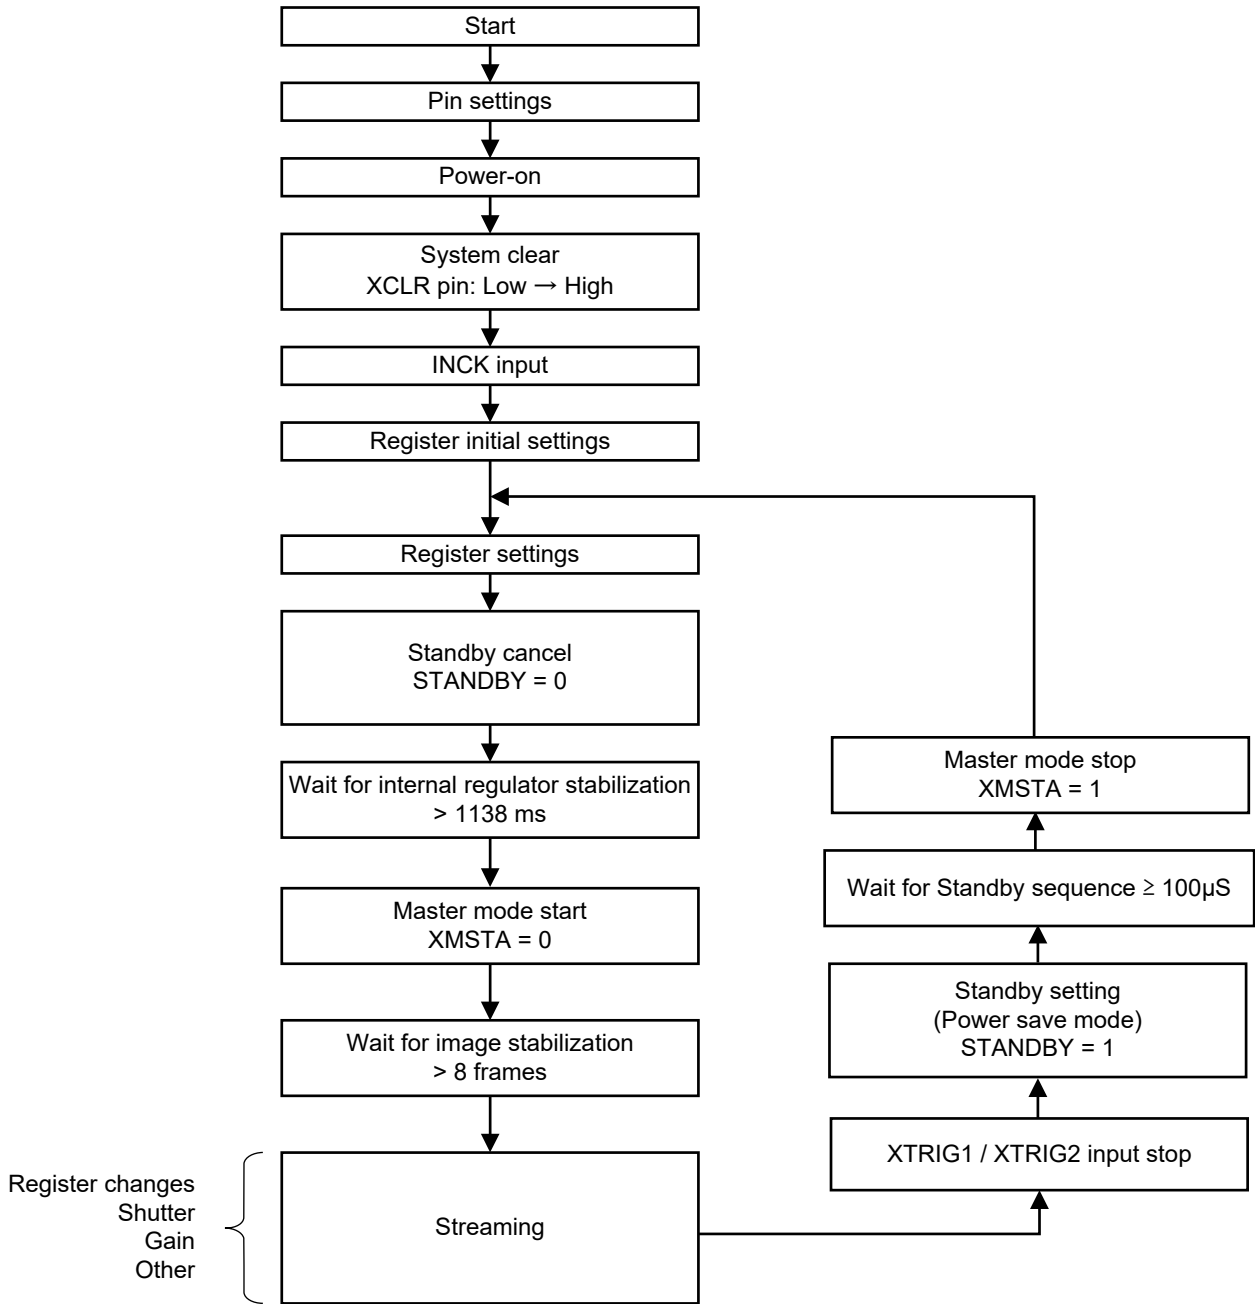 Start
Pin settings
Power-on
System clear
XCLR pin: Low → High
INCK input
Register initial settings
Register settings
Standby cancel
STANDBY = 0
Wait for internal regulator stabilization
> 1138 ms
Master mode start
XMSTA = 0
Wait for image stabilization
> 8 frames
Register changes
Shutter
Gain
Other
Streaming
XTRIG1 / XTRIG2 input stop
Standby setting
(Power save mode)
STANDBY = 1
Wait for Standby sequence ≥ 100µS
Master mode stop
XMSTA = 1